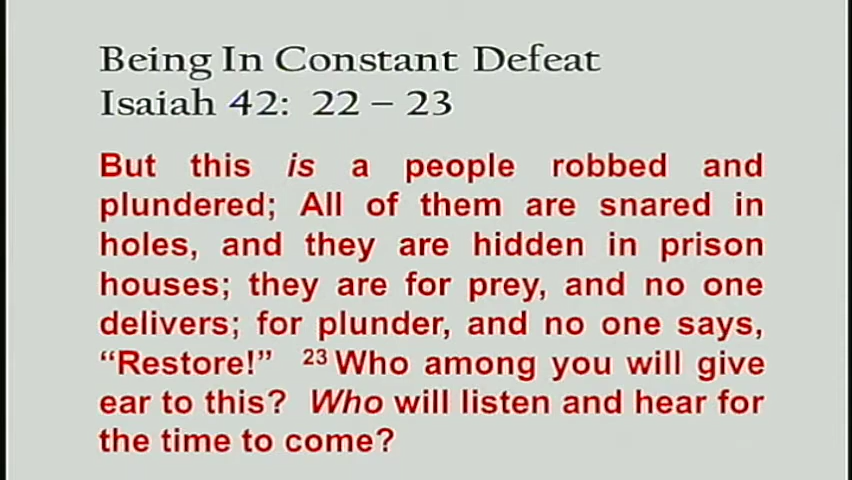 Being In Constant Defeat
Isaiah 42: 22 – 23
But this is a people robbed and
plundered; All of them are snared in
holes, and they are hidden in prison
houses; they are for prey, and no one
delivers; for plunder, and no one says,
“Restore!” 23 Who among you will give
ear to this? Who will listen and hear for
the time to come?